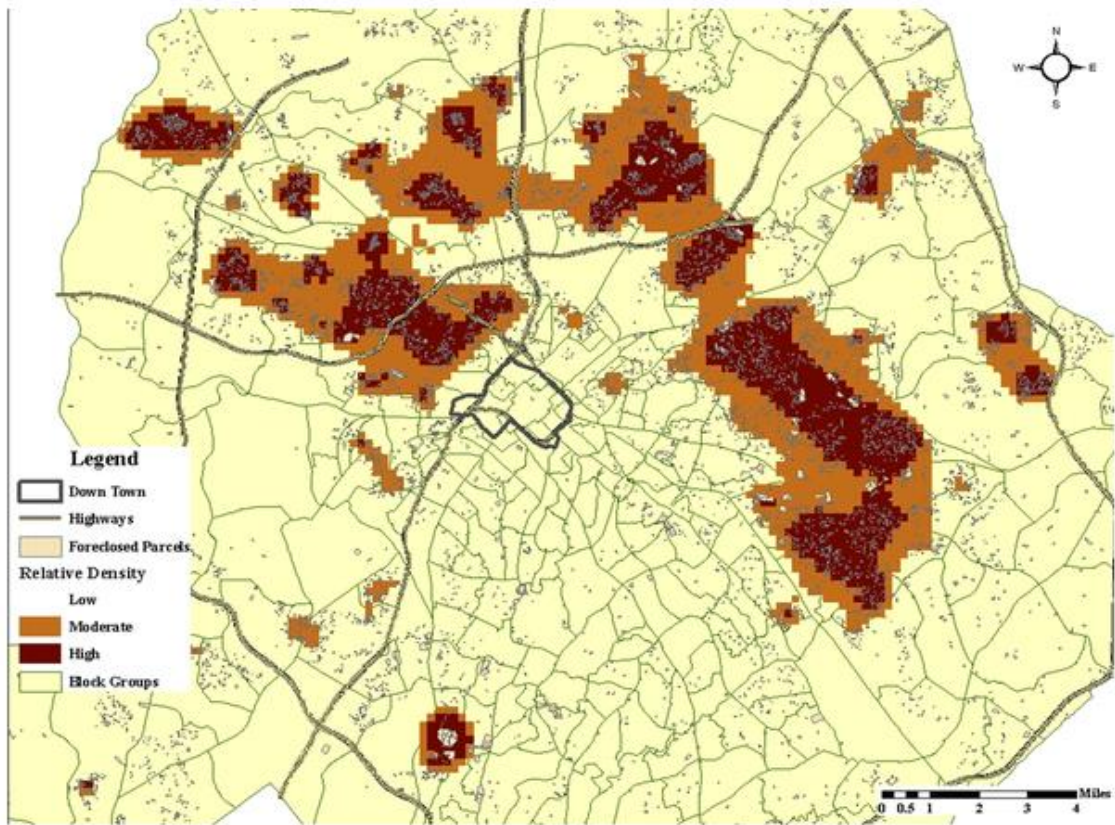 N
W E
S
Legend
Down Town
Highways
Foreclosed Parcels
Relative Density
Low
Moderate
High
Block Groups
Miles
0 0.5 1 2 3 4